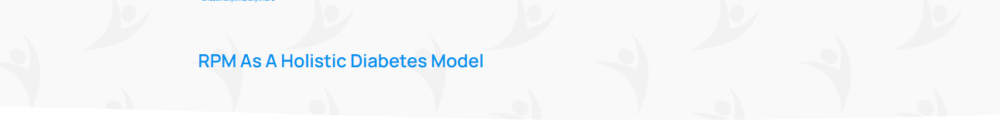 RPM As A Holistic Diabetes Model